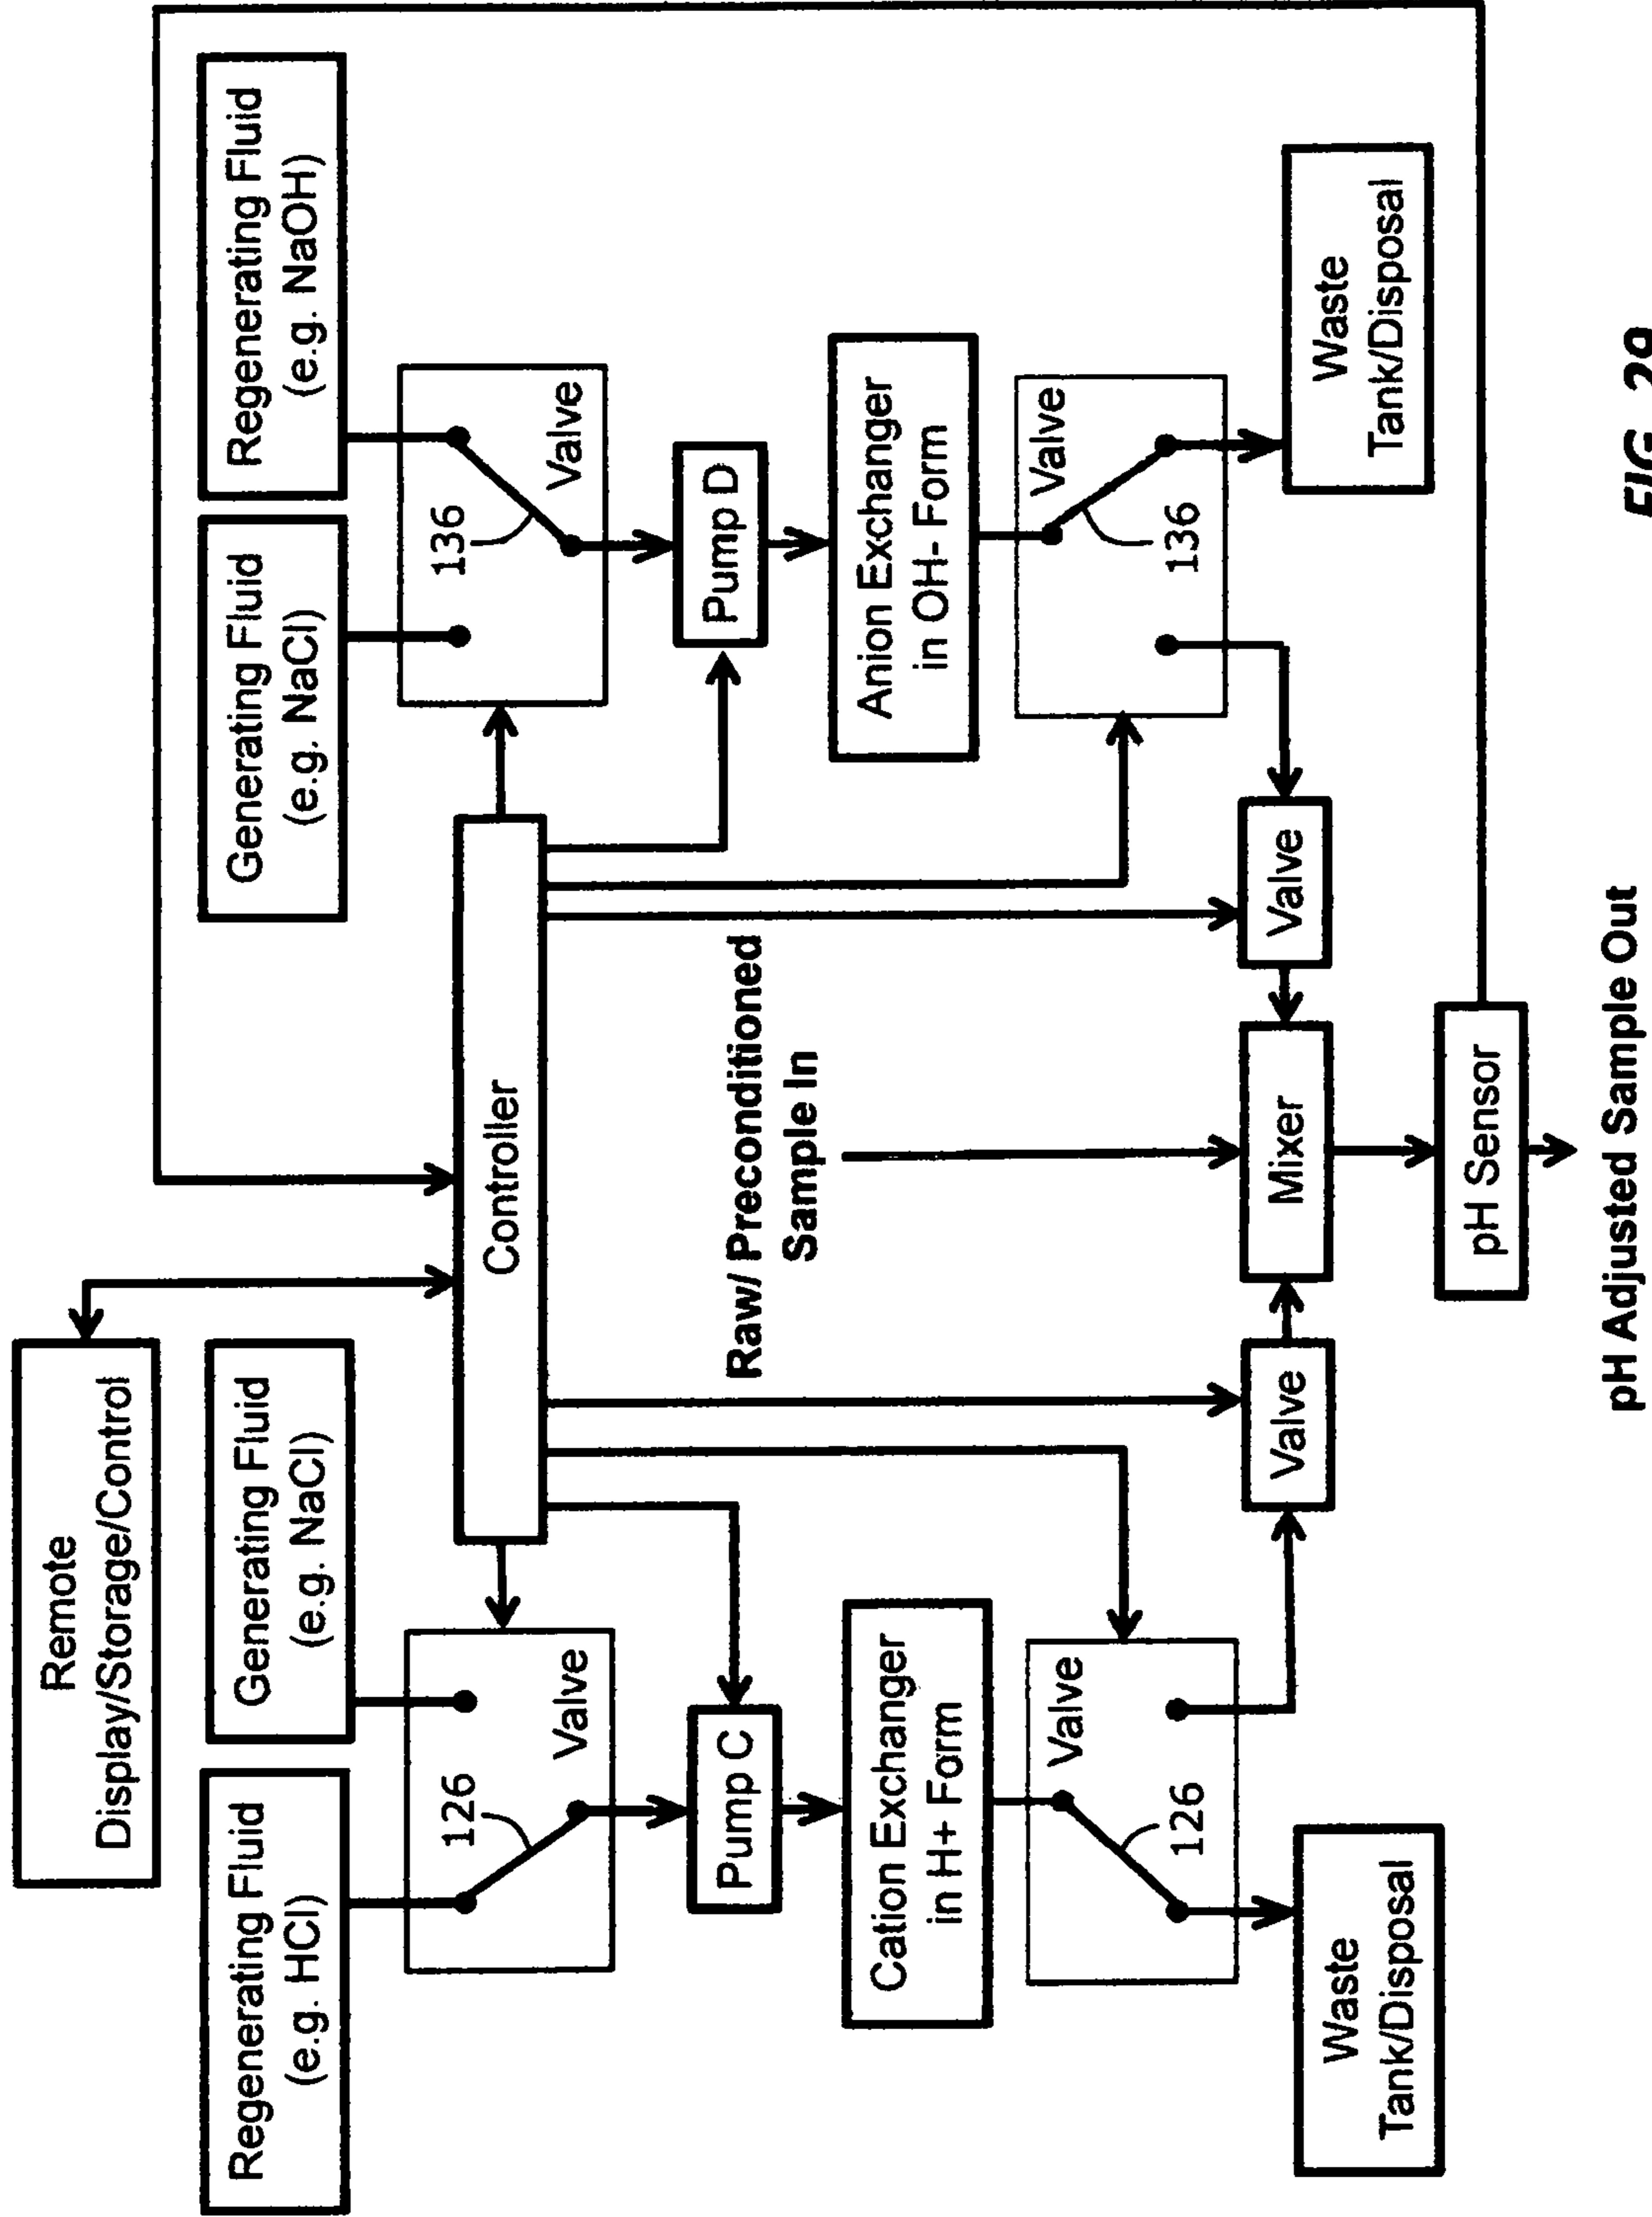 Remote
Display/Storage/Control
Regenerating Fluid
(e.g. HCl)
Generating Fluid
(e.g. NaCl)
Generating Fluid
(e.g. NaCl)
Regenerating Fluid
(e.g. NaOH)
126
Valve
Controller
136
Valve
Pump C
Raw/ Preconditioned
Sample In
Pump D
Cation Exchanger
in H+ Form
Anion Exchanger
in OH- Form
Valve
126
Valve
136
Waste
Tank/Disposal
Valve
Mixer
Valve
Waste
Tank/Disposal
pH Sensor
pH Adjusted Sample Out
FIG. 29